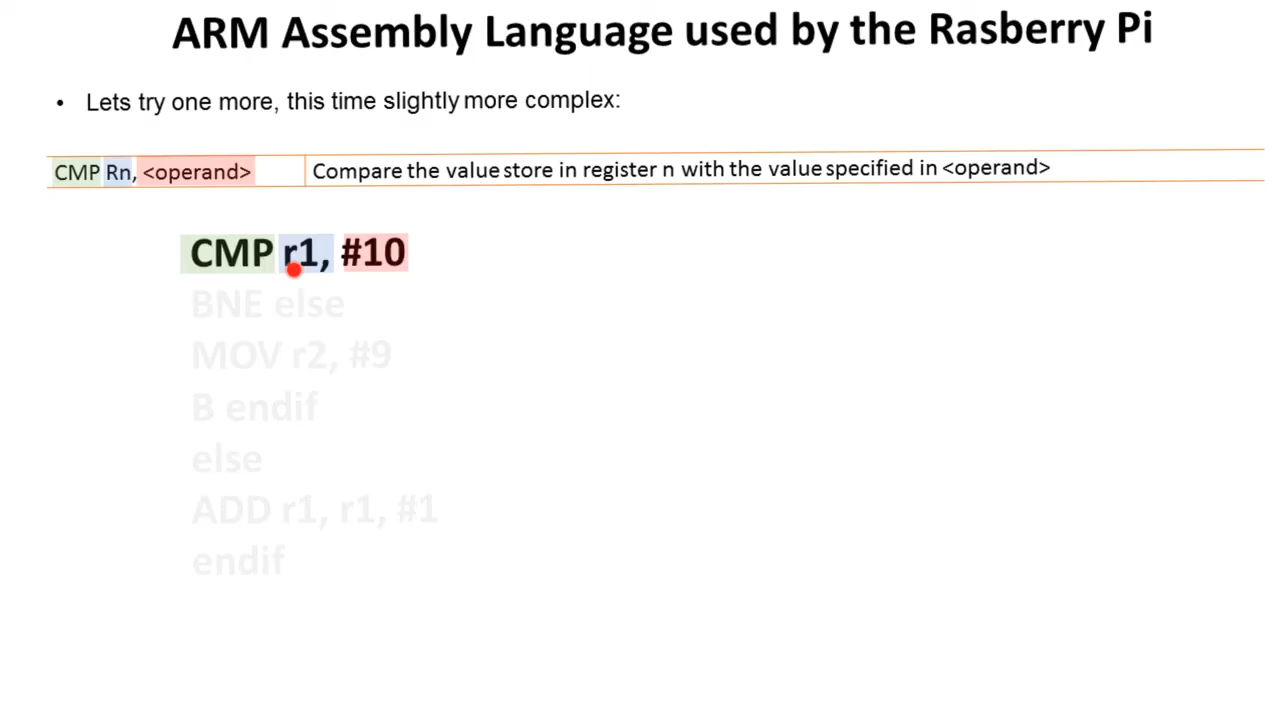 ARM Assembly Language used by the Rasberry Pi
• Lets try one more, this time slightly more complex:
CMP Rn, <operand> Compare the value store in register n with the value specified in <operand>
CMP r1, #10
BNE else
MOV r2, #9
B endif
else
ADD r1, r1, #1
endif